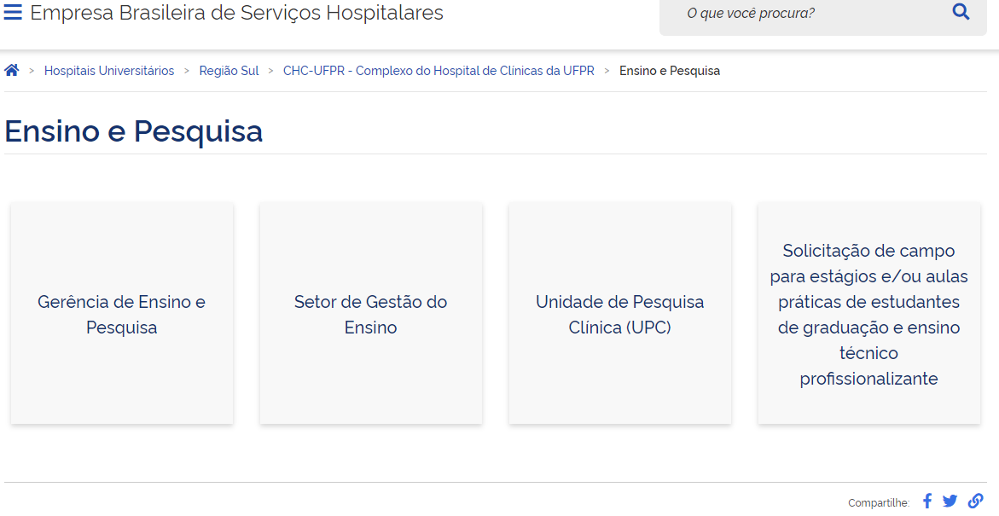 Empresa Brasileira de Serviços Hospitalares
O que você procura?
> Hospitais Universitários > Região Sul > CHC-UFPR - Complexo do Hospital de Clínicas da UFPR > Ensino e Pesquisa
Ensino e Pesquisa
Gerência de Ensino e
Pesquisa
Setor de Gestão do
Ensino
Unidade de Pesquisa
Clínica (UPC)
Solicitação de campo
para estágios e/ou aulas
práticas de estudantes
de graduação e ensino
técnico
profissionalizante
Compartilhe: